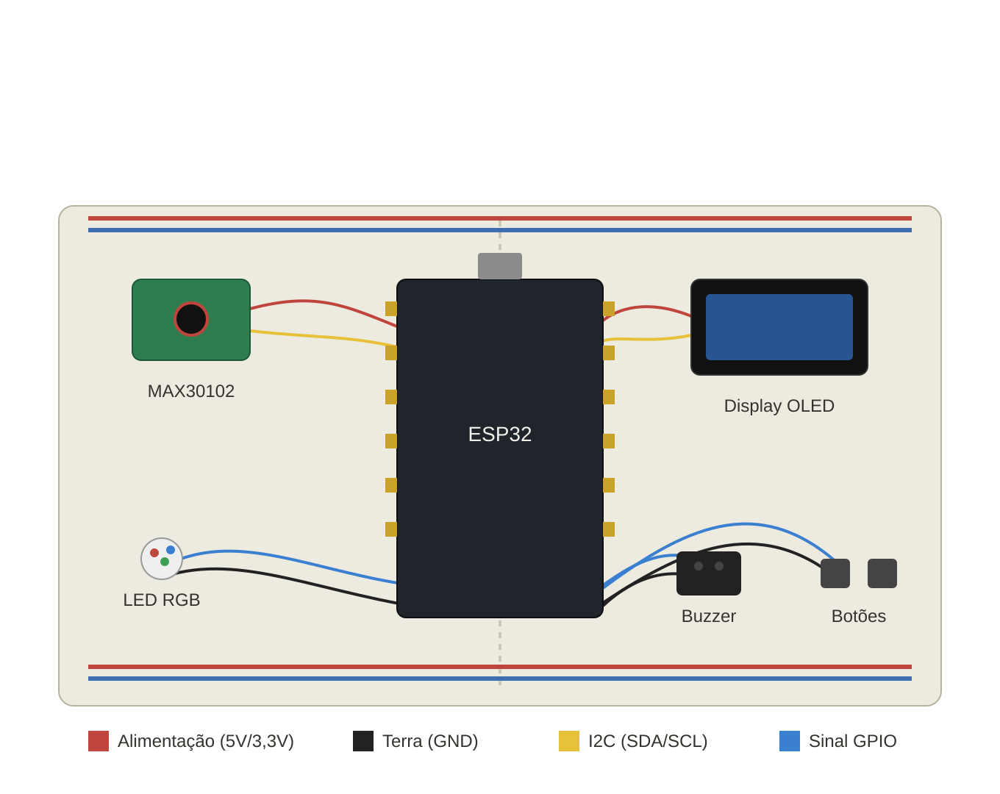 MAX30102
Display OLED
ESP32
LED RGB
Buzzer
Botões
Alimentação (5V/3,3V)
Terra (GND)
I2C (SDA/SCL)
Sinal GPIO